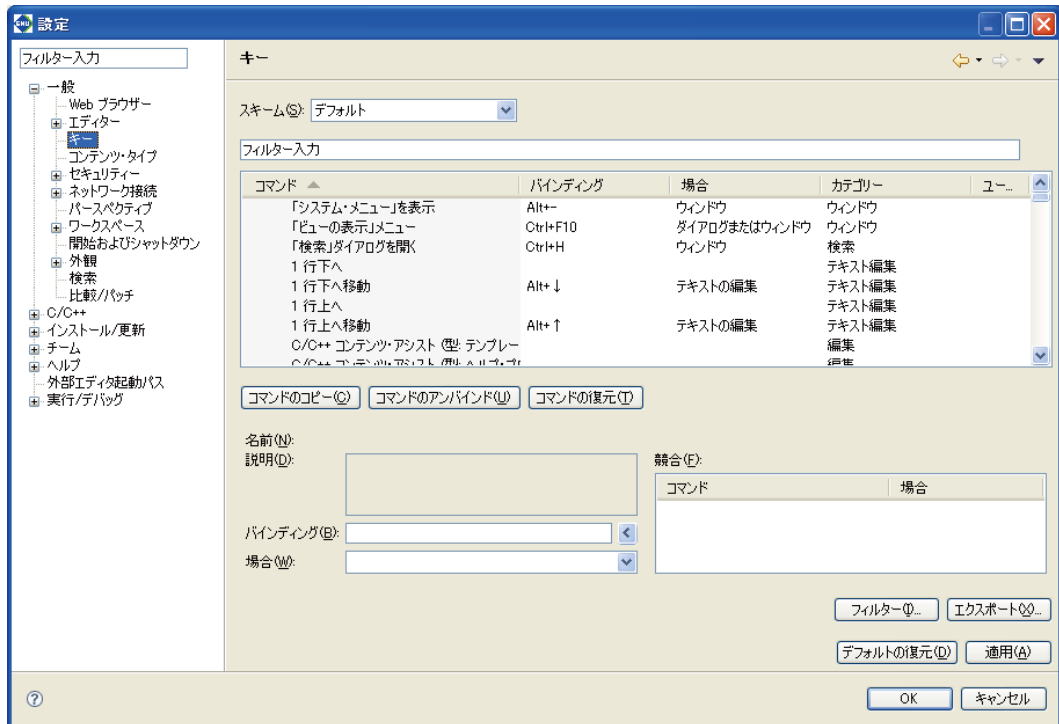 設定
フィルター入力
一般
Web ブラウザー
エディター
キー
コンテンツ・タイプ
セキュリティー
ネットワーク接続
パースペクティブ
ワークスペース
開始およびシャットダウン
外観
検索
比較/パッチ
C/C++
インストール/更新
チーム
ヘルプ
外部エディタ起動パス
実行/デバッグ
キー
スキーム(S): デフォルト
フィルター入力
コマンド バインディング 場合 カテゴリー ユー...
「システム・メニュー」を表示 Alt+- ウィンドウ ウィンドウ
「ビューの表示」メニュー Ctrl+F10 ダイアログまたはウィンドウ ウィンドウ
「検索」ダイアログを開く Ctrl+H ウィンドウ 検索
1 行下へ テキスト編集
1 行下へ移動 Alt+↓ テキストの編集 テキスト編集
1 行上へ テキスト編集
1 行上へ移動 Alt+↑ テキストの編集 テキスト編集
C/C++ コンテンツ・アシスト (型: テンプレー 編集
コマンドのコピー(C) コマンドのアンバインド(U) コマンドの復元(T)
名前(N):
説明(D):
競合(F):
コマンド 場合
バインディング(B):
場合(W):
フィルター(I)... エクスポート(X)...
デフォルトの復元(D) 適用(A)
OK キャンセル